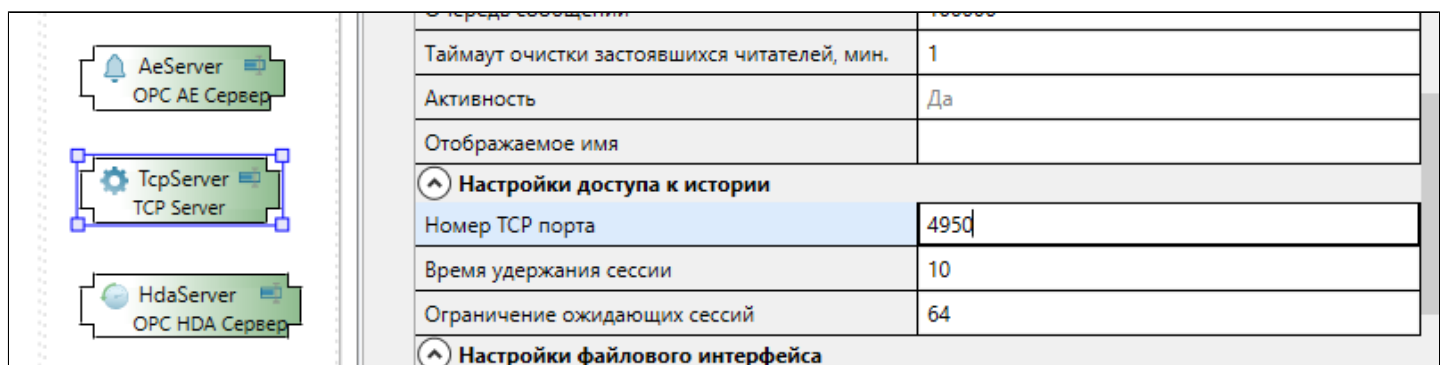 AeServer
OPC AE Сервер
TcpServer
TCP Server
HdaServer
OPC HDA Сервер
Таймаут очистки застоявшихся читателей, мин. 1
Активность Да
Отображаемое имя
Настройки доступа к истории
Номер TCP порта 4950
Время удержания сессии 10
Ограничение ожидающих сессий 64
Настройки файлового интерфейса